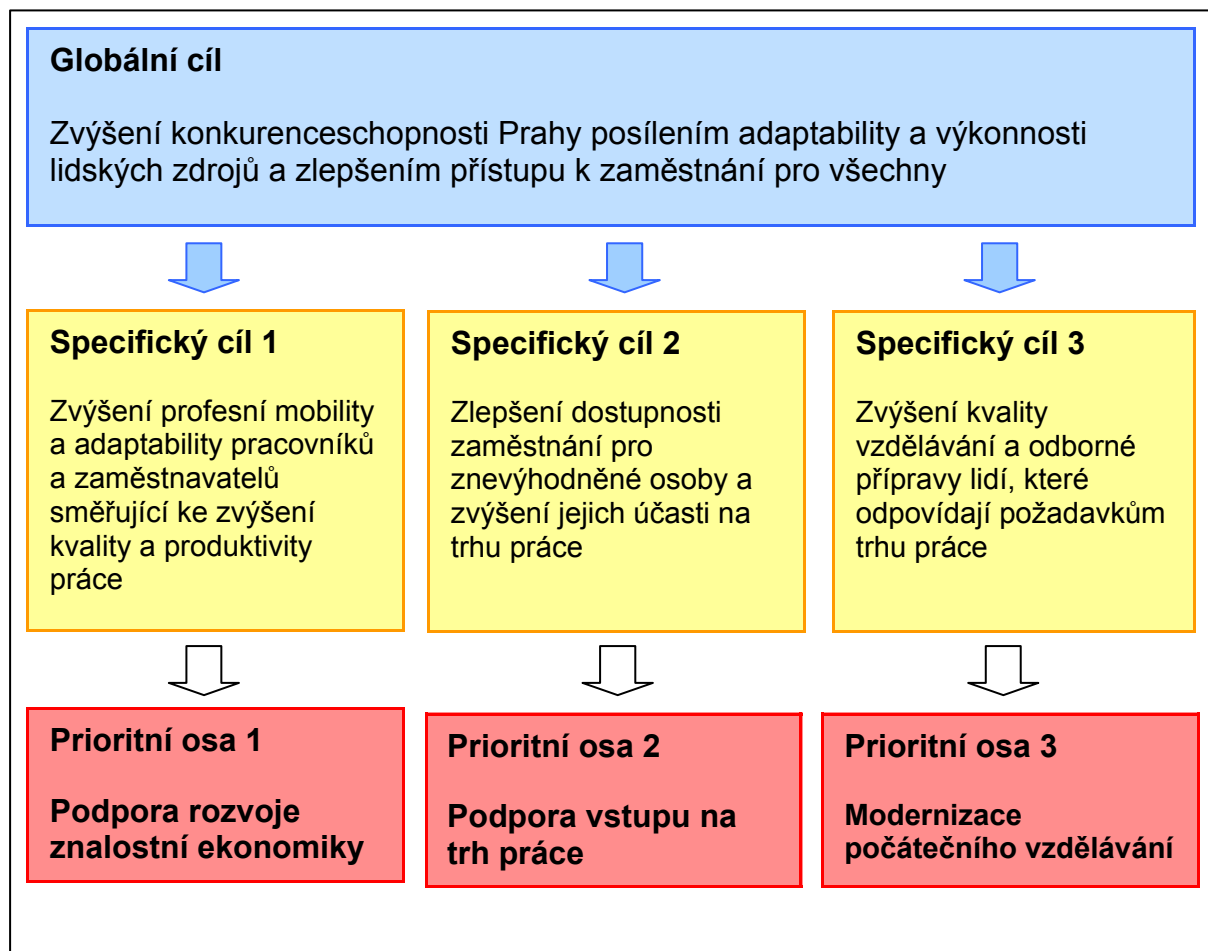 Globální cíl
Zvýšení konkurenceschopnosti Prahy posílením adaptability a výkonnosti
lidských zdrojů a zlepšením přístupu k zaměstnání pro všechny
Specifický cíl 1
Zvýšení profesní mobility
a adaptability pracovníků
a zaměstnavatelů
směřující ke zvýšení
kvality a produktivity
práce
Specifický cíl 2
Zlepšení dostupnosti
zaměstnání pro
znevýhodněné osoby a
zvýšení jejich účasti na
trhu práce
Specifický cíl 3
Zvýšení kvality
vzdělávání a odborné
přípravy lidí, které
odpovídají požadavkům
trhu práce
Prioritní osa 1
Podpora rozvoje
znalostní ekonomiky
Prioritní osa 2
Podpora vstupu na
trh práce
Prioritní osa 3
Modernizace
počátečního vzdělávání